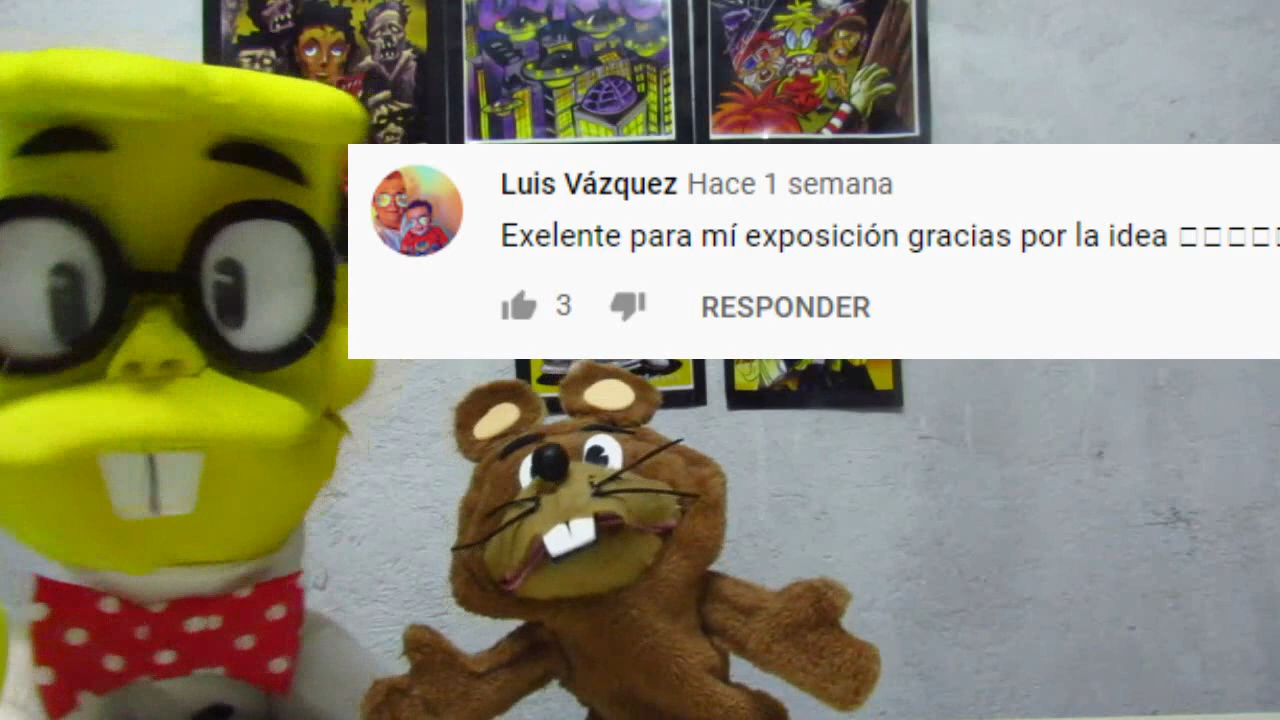 Luis Vázquez Hace 1 semana
Exelente para mí exposición gracias por la idea
3
RESPONDER